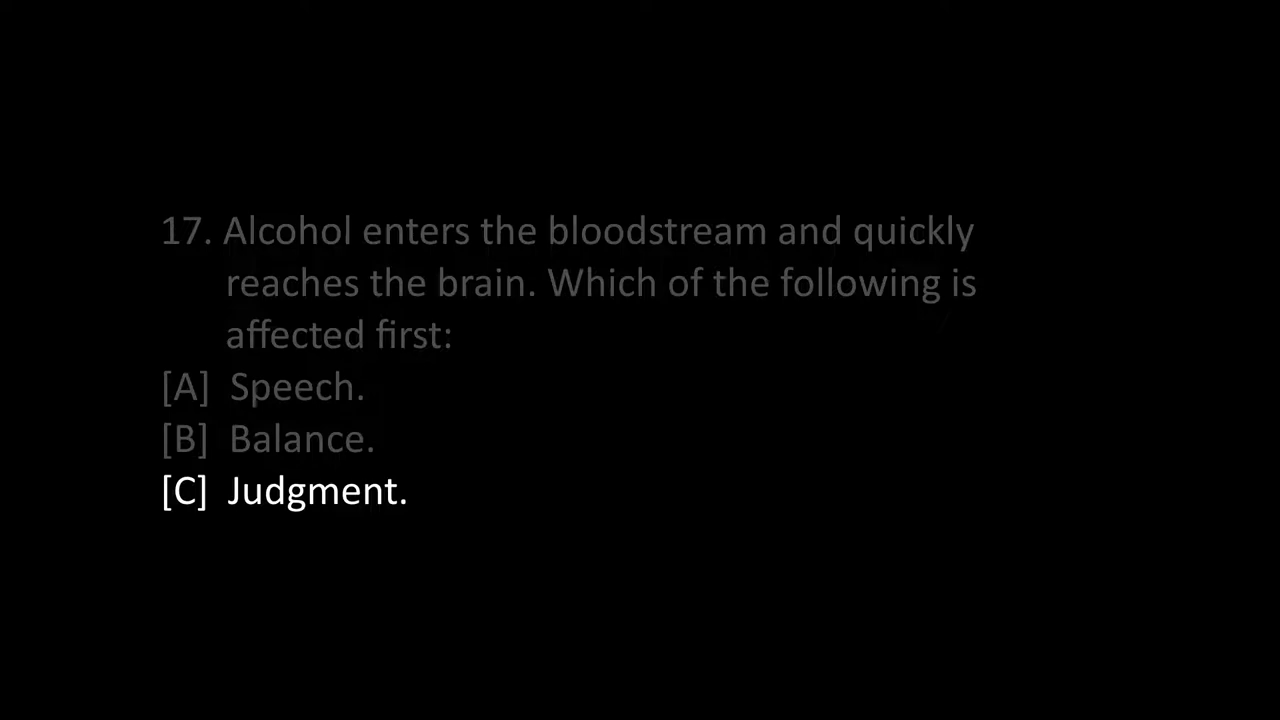 17. Alcohol enters the bloodstream and quickly
reaches the brain. Which of the following is
affected first:
[A] Speech.
[B] Balance.
[C] Judgment.